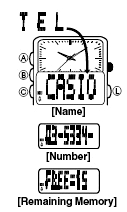 TEL
A
B
CASIO
C
L
[Name]
03-5334-
[Number]
FREE=15
[Remaining Memory]